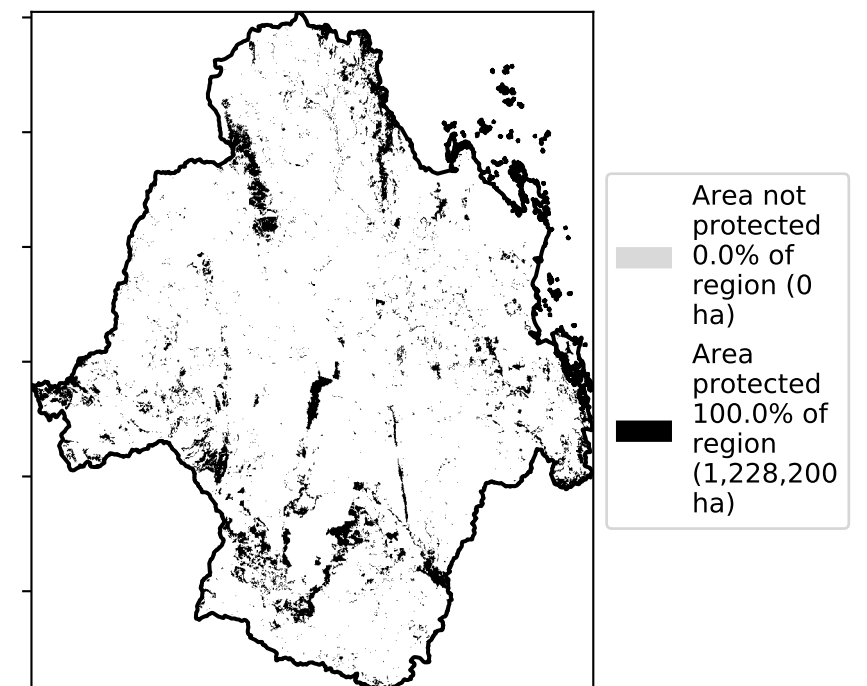 Area not
protected
0.0% of
region (0
ha)
Area
protected
100.0% of
region
(1,228,200
ha)